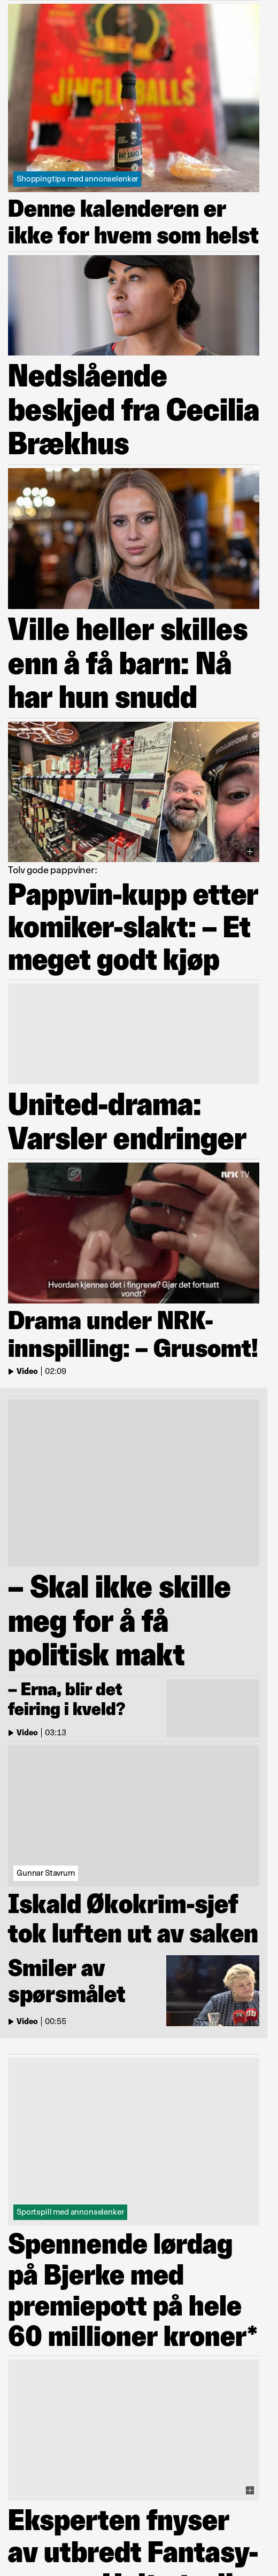 JINGLE BALLS
HOT SAUCE
Shoppingtips med annonselenker
Denne kalenderen er
ikke for hvem som helst
Nedslående
beskjed fra Cecilia
Brækhus
Ville heller skilles
enn å få barn: Nå
har hun snudd
Tolv gode pappviner:
Pappvin-kupp etter
komiker-slakt: – Et
meget godt kjøp
United-drama:
Varsler endringer
NRK TV
Hvordan kjennes det i fingrene? Gjør det fortsatt
vondt?
Drama under NRK-
innspilling: – Grusomt!
Video | 02:09
– Skal ikke skille
meg for å få
politisk makt
– Erna, blir det
feiring i kveld?
Video | 03:13
Gunnar Stavrum
Iskald Økokrim-sjef
tok luften ut av saken
Smiler av
spørsmålet
Video | 00:55
db
Sportspill med annonselenker
Spennende lørdag
på Bjerke med
premiepott på hele
60 millioner kroner*
Eksperten fnyser
av utbredt Fantasy-